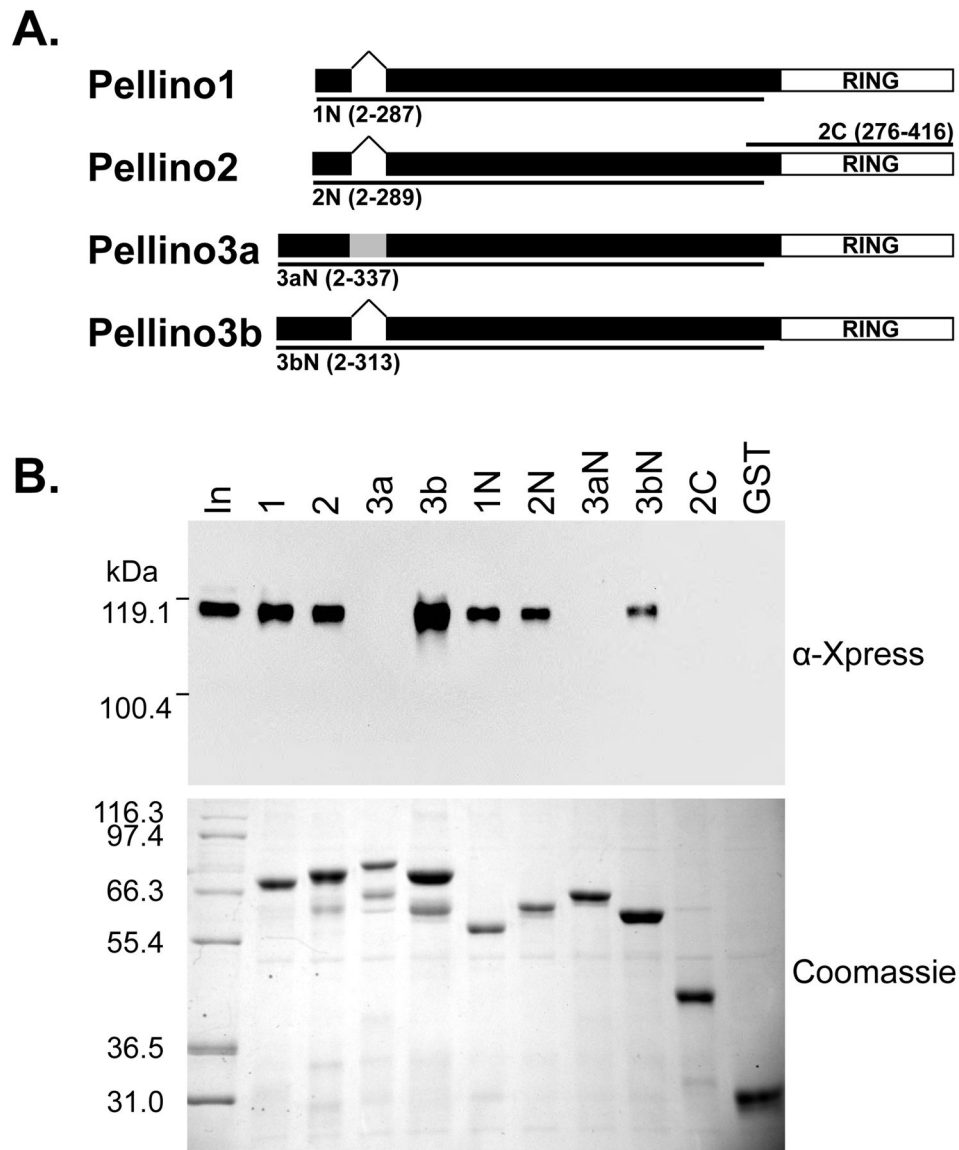 A.
Pellino1
RING
1N (2-287)
2C (276-416)
Pellino2
RING
2N (2-289)
Pellino3a
RING
3aN (2-337)
Pellino3b
RING
3bN (2-313)
B.
In 1 2 3a 3b 1N 2N 3aN 3bN 2C GST
kDa
119.1
α-Xpress
100.4
116.3
97.4
66.3
55.4
Coomassie
36.5
31.0